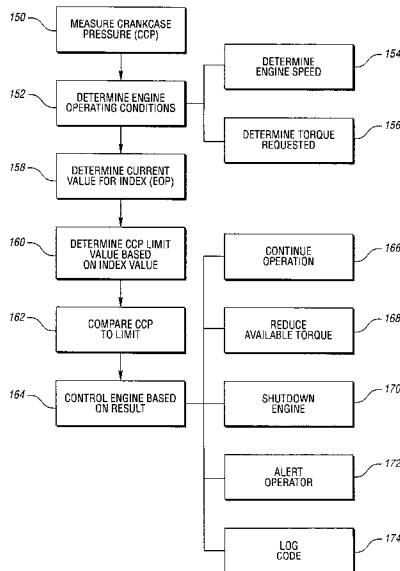 150
MEASURE CRANKCASE
PRESSURE (CCP)
152
DETERMINE ENGINE
OPERATING CONDITIONS
DETERMINE
ENGINE SPEED
154
DETERMINE TORQUE
REQUESTED
156
158
DETERMINE CURRENT
VALUE FOR INDEX (EOP)
160
DETERMINE CCP LIMIT
VALUE BASED
ON INDEX VALUE
162
COMPARE CCP
TO LIMIT
164
CONTROL ENGINE BASED
ON RESULT
CONTINUE
OPERATION
166
REDUCE
AVAILABLE TORQUE
168
SHUTDOWN
ENGINE
170
ALERT
OPERATOR
172
LOG
CODE
174